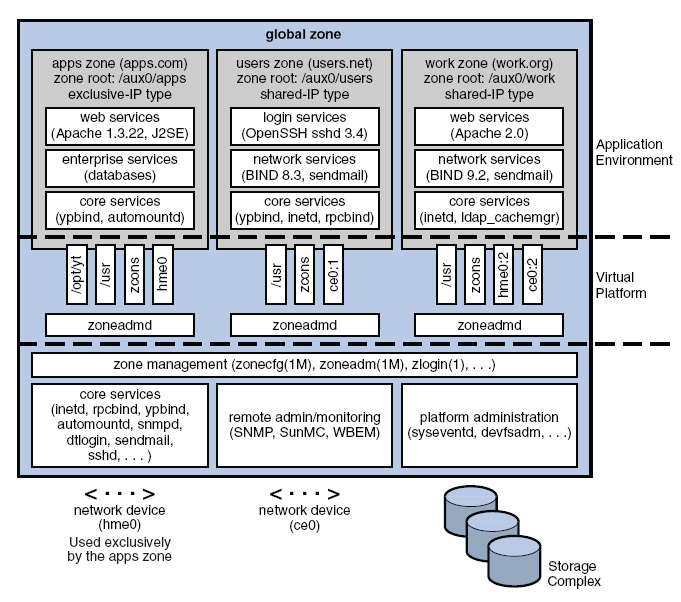 global zone
apps zone (apps.com)
zone root: /aux0/apps
exclusive-IP type
web services
(Apache 1.3.22, J2SE)
enterprise services
(databases)
core services
(ypbind, automountd)
users zone (users.net)
zone root: /aux0/users
shared-IP type
login services
(OpenSSH sshd 3.4)
network services
(BIND 8.3, sendmail)
core services
(ypbind, inetd, rpcbind)
work zone (work.org)
zone root: /aux0/work
shared-IP type
web services
(Apache 2.0)
network services
(BIND 9.2, sendmail)
core services
(inetd, ldap_cachemgr)
Application
Environment
/opt/yt
/usr
zcons
hme0
zoneadmd
/usr
zcons
ce0:1
zoneadmd
/usr
zcons
hme0:2
ce0:2
zoneadmd
Virtual
Platform
zone management (zonecfg(1M), zoneadm(1M), zlogin(1), . . .)
core services
(inetd, rpcbind, ypbind,
automountd, snmpd,
dtlogin, sendmail,
sshd, . . . )
remote admin/monitoring
(SNMP, SunMC, WBEM)
platform administration
(syseventd, devfsadm, . . .)
< · · · >
network device
(hme0)
Used exclusively
by the apps zone
< · · · >
network device
(ce0)
Storage
Complex